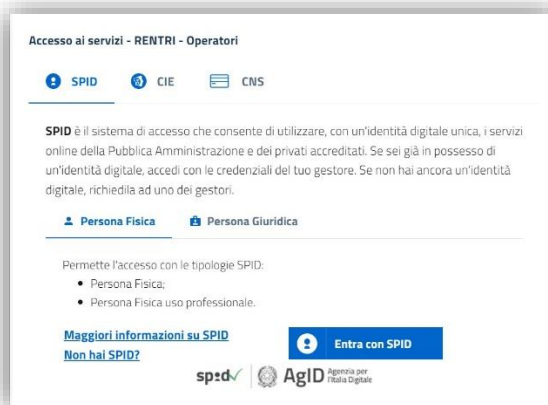 Accesso ai servizi - RENTRI - Operatori
SPID CIE CNS
SPID è il sistema di accesso che consente di utilizzare, con un'identità digitale unica, i servizi
online della Pubblica Amministrazione e dei privati accreditati. Se sei già in possesso di
un'identità digitale, accedi con le credenziali del tuo gestore. Se non hai ancora un'identità
digitale, richiedila ad uno dei gestori.
Persona Fisica Persona Giuridica
Permette l'accesso con le tipologie SPID:
• Persona Fisica;
• Persona Fisica uso professionale.
Maggiori informazioni su SPID
Entra con SPID
Non hai SPID?
sp:d AgID Agenzia per
l'Italia Digitale